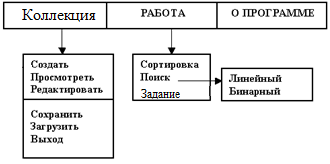 Коллекция РАБОТА О ПРОГРАММЕ
Создать
Просмотреть
Редактировать
Сохранить
Загрузить
Выход
Сортировка
Поиск
Задание
Линейный
Бинарный